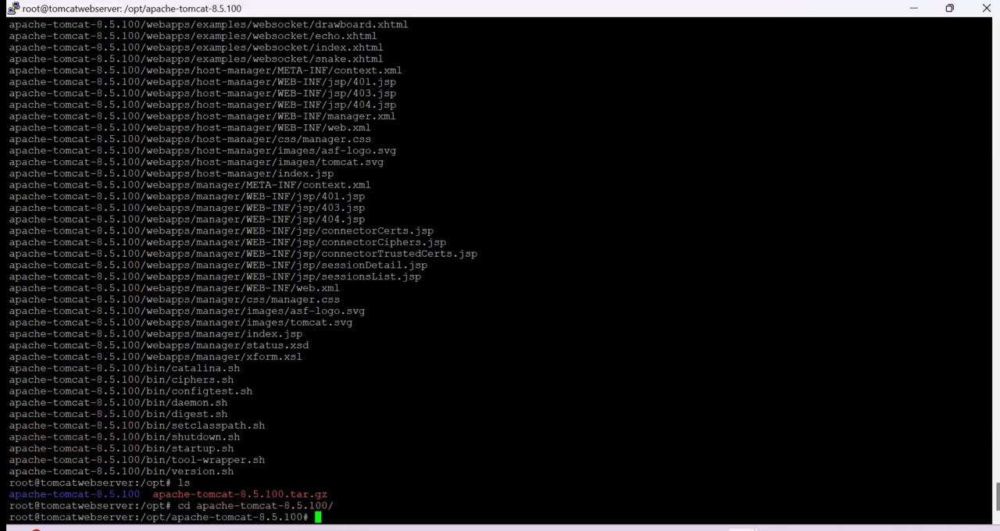 root@tomcatwebserver: /opt/apache-tomcat-8.5.100
apache-tomcat-8.5.100/webapps/examples/websocket/drawboard.xhtml
apache-tomcat-8.5.100/webapps/examples/websocket/echo.xhtml
apache-tomcat-8.5.100/webapps/examples/websocket/index.xhtml
apache-tomcat-8.5.100/webapps/examples/websocket/snake.xhtml
apache-tomcat-8.5.100/webapps/host-manager/META-INF/context.xml
apache-tomcat-8.5.100/webapps/host-manager/WEB-INF/jsp/401.jsp
apache-tomcat-8.5.100/webapps/host-manager/WEB-INF/jsp/403.jsp
apache-tomcat-8.5.100/webapps/host-manager/WEB-INF/jsp/404.jsp
apache-tomcat-8.5.100/webapps/host-manager/WEB-INF/manager.xml
apache-tomcat-8.5.100/webapps/host-manager/WEB-INF/web.xml
apache-tomcat-8.5.100/webapps/host-manager/css/manager.css
apache-tomcat-8.5.100/webapps/host-manager/images/asf-logo.svg
apache-tomcat-8.5.100/webapps/host-manager/images/tomcat.svg
apache-tomcat-8.5.100/webapps/host-manager/index.jsp
apache-tomcat-8.5.100/webapps/manager/META-INF/context.xml
apache-tomcat-8.5.100/webapps/manager/WEB-INF/jsp/401.jsp
apache-tomcat-8.5.100/webapps/manager/WEB-INF/jsp/403.jsp
apache-tomcat-8.5.100/webapps/manager/WEB-INF/jsp/404.jsp
apache-tomcat-8.5.100/webapps/manager/WEB-INF/jsp/connectorCerts.jsp
apache-tomcat-8.5.100/webapps/manager/WEB-INF/jsp/connectorCiphers.jsp
apache-tomcat-8.5.100/webapps/manager/WEB-INF/jsp/connectorTrustedCerts.jsp
apache-tomcat-8.5.100/webapps/manager/WEB-INF/jsp/sessionDetail.jsp
apache-tomcat-8.5.100/webapps/manager/WEB-INF/jsp/sessionsList.jsp
apache-tomcat-8.5.100/webapps/manager/WEB-INF/web.xml
apache-tomcat-8.5.100/webapps/manager/css/manager.css
apache-tomcat-8.5.100/webapps/manager/images/asf-logo.svg
apache-tomcat-8.5.100/webapps/manager/images/tomcat.svg
apache-tomcat-8.5.100/webapps/manager/index.jsp
apache-tomcat-8.5.100/webapps/manager/status.xsd
apache-tomcat-8.5.100/webapps/manager/xform.xsl
apache-tomcat-8.5.100/bin/catalina.sh
apache-tomcat-8.5.100/bin/ciphers.sh
apache-tomcat-8.5.100/bin/configtest.sh
apache-tomcat-8.5.100/bin/daemon.sh
apache-tomcat-8.5.100/bin/digest.sh
apache-tomcat-8.5.100/bin/setclasspath.sh
apache-tomcat-8.5.100/bin/shutdown.sh
apache-tomcat-8.5.100/bin/startup.sh
apache-tomcat-8.5.100/bin/tool-wrapper.sh
apache-tomcat-8.5.100/bin/version.sh
root@tomcatwebserver:/opt# ls
apache-tomcat-8.5.100  apache-tomcat-8.5.100.tar.gz
root@tomcatwebserver:/opt# cd apache-tomcat-8.5.100/
root@tomcatwebserver:/opt/apache-tomcat-8.5.100#